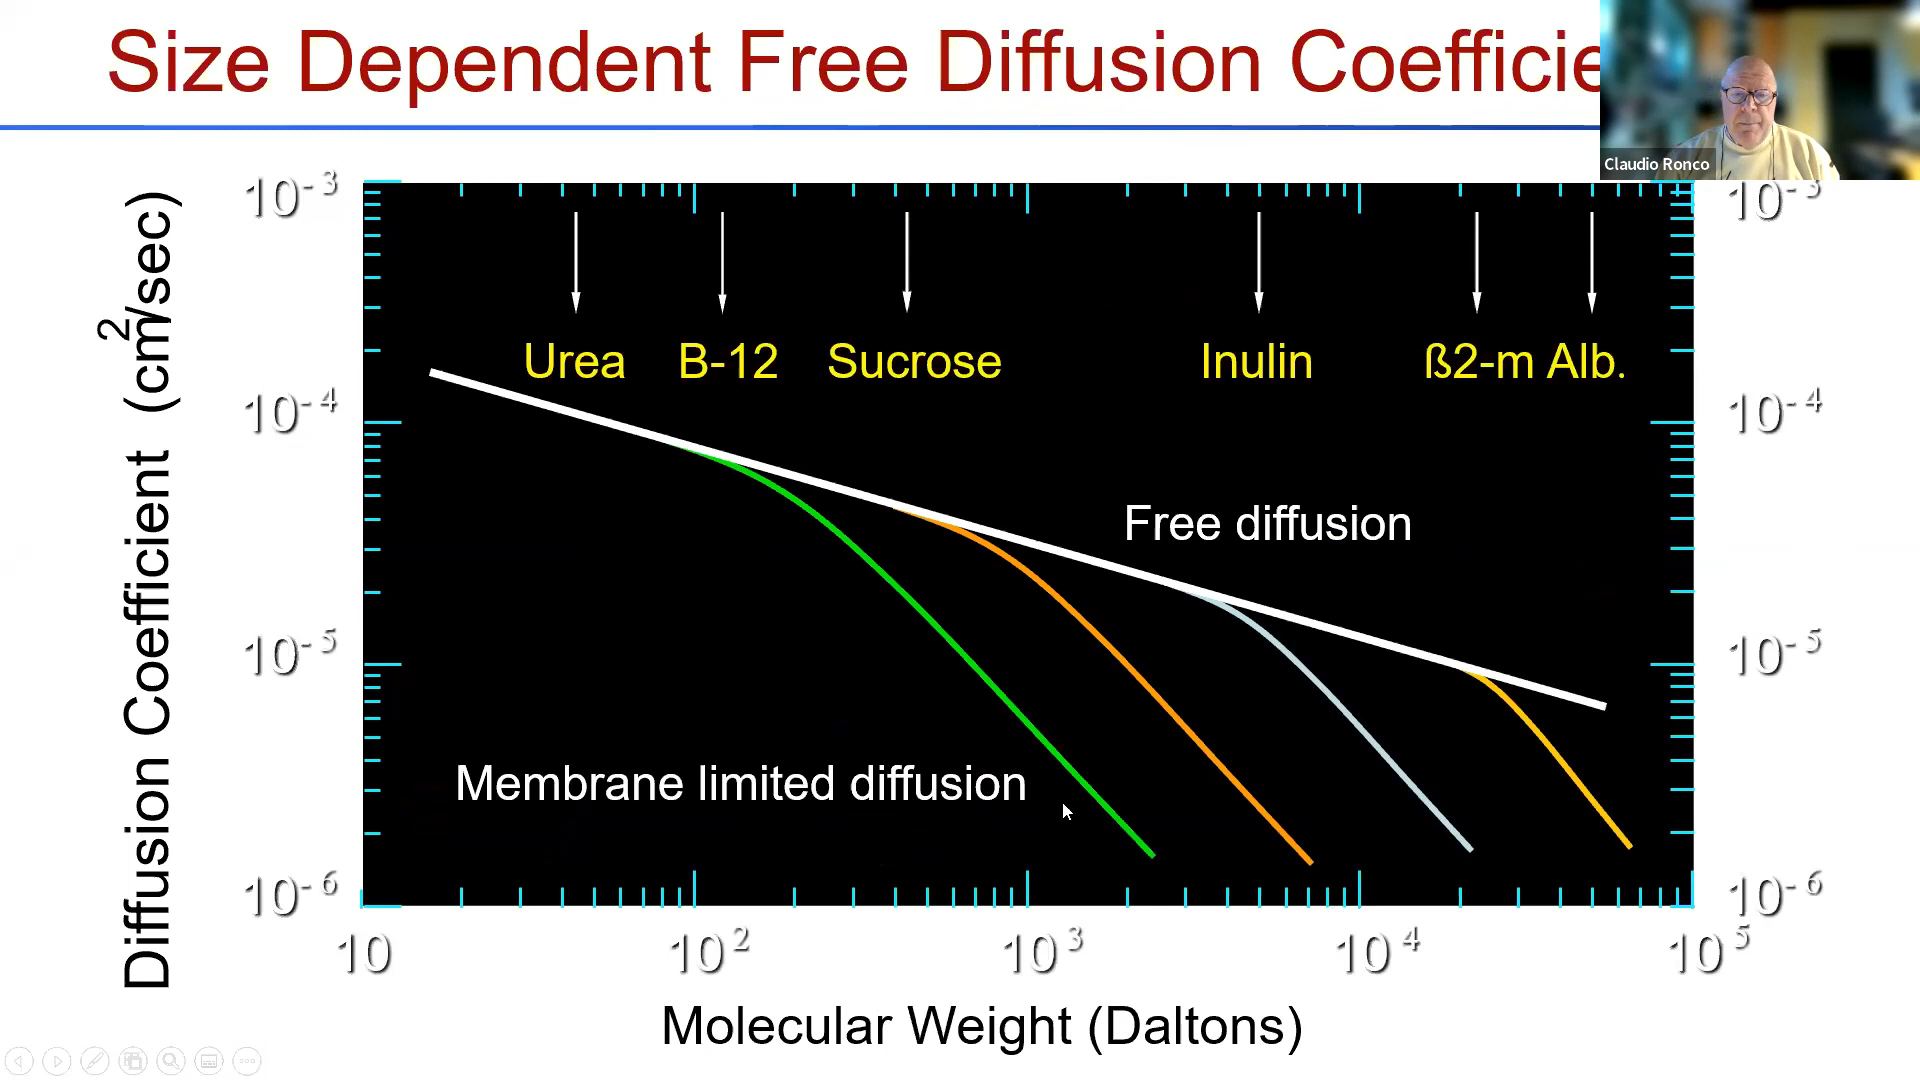 Size Dependent Free Diffusion Coefficie
Claudio Ronco
Diffusion Coefficient (cm2/sec)
10-3
10-4
10-5
10-6
Urea B-12 Sucrose Inulin ß2-m Alb.
Free diffusion
Membrane limited diffusion
10-3
10-4
10-5
10-6
10 102 103 104 105
Molecular Weight (Daltons)